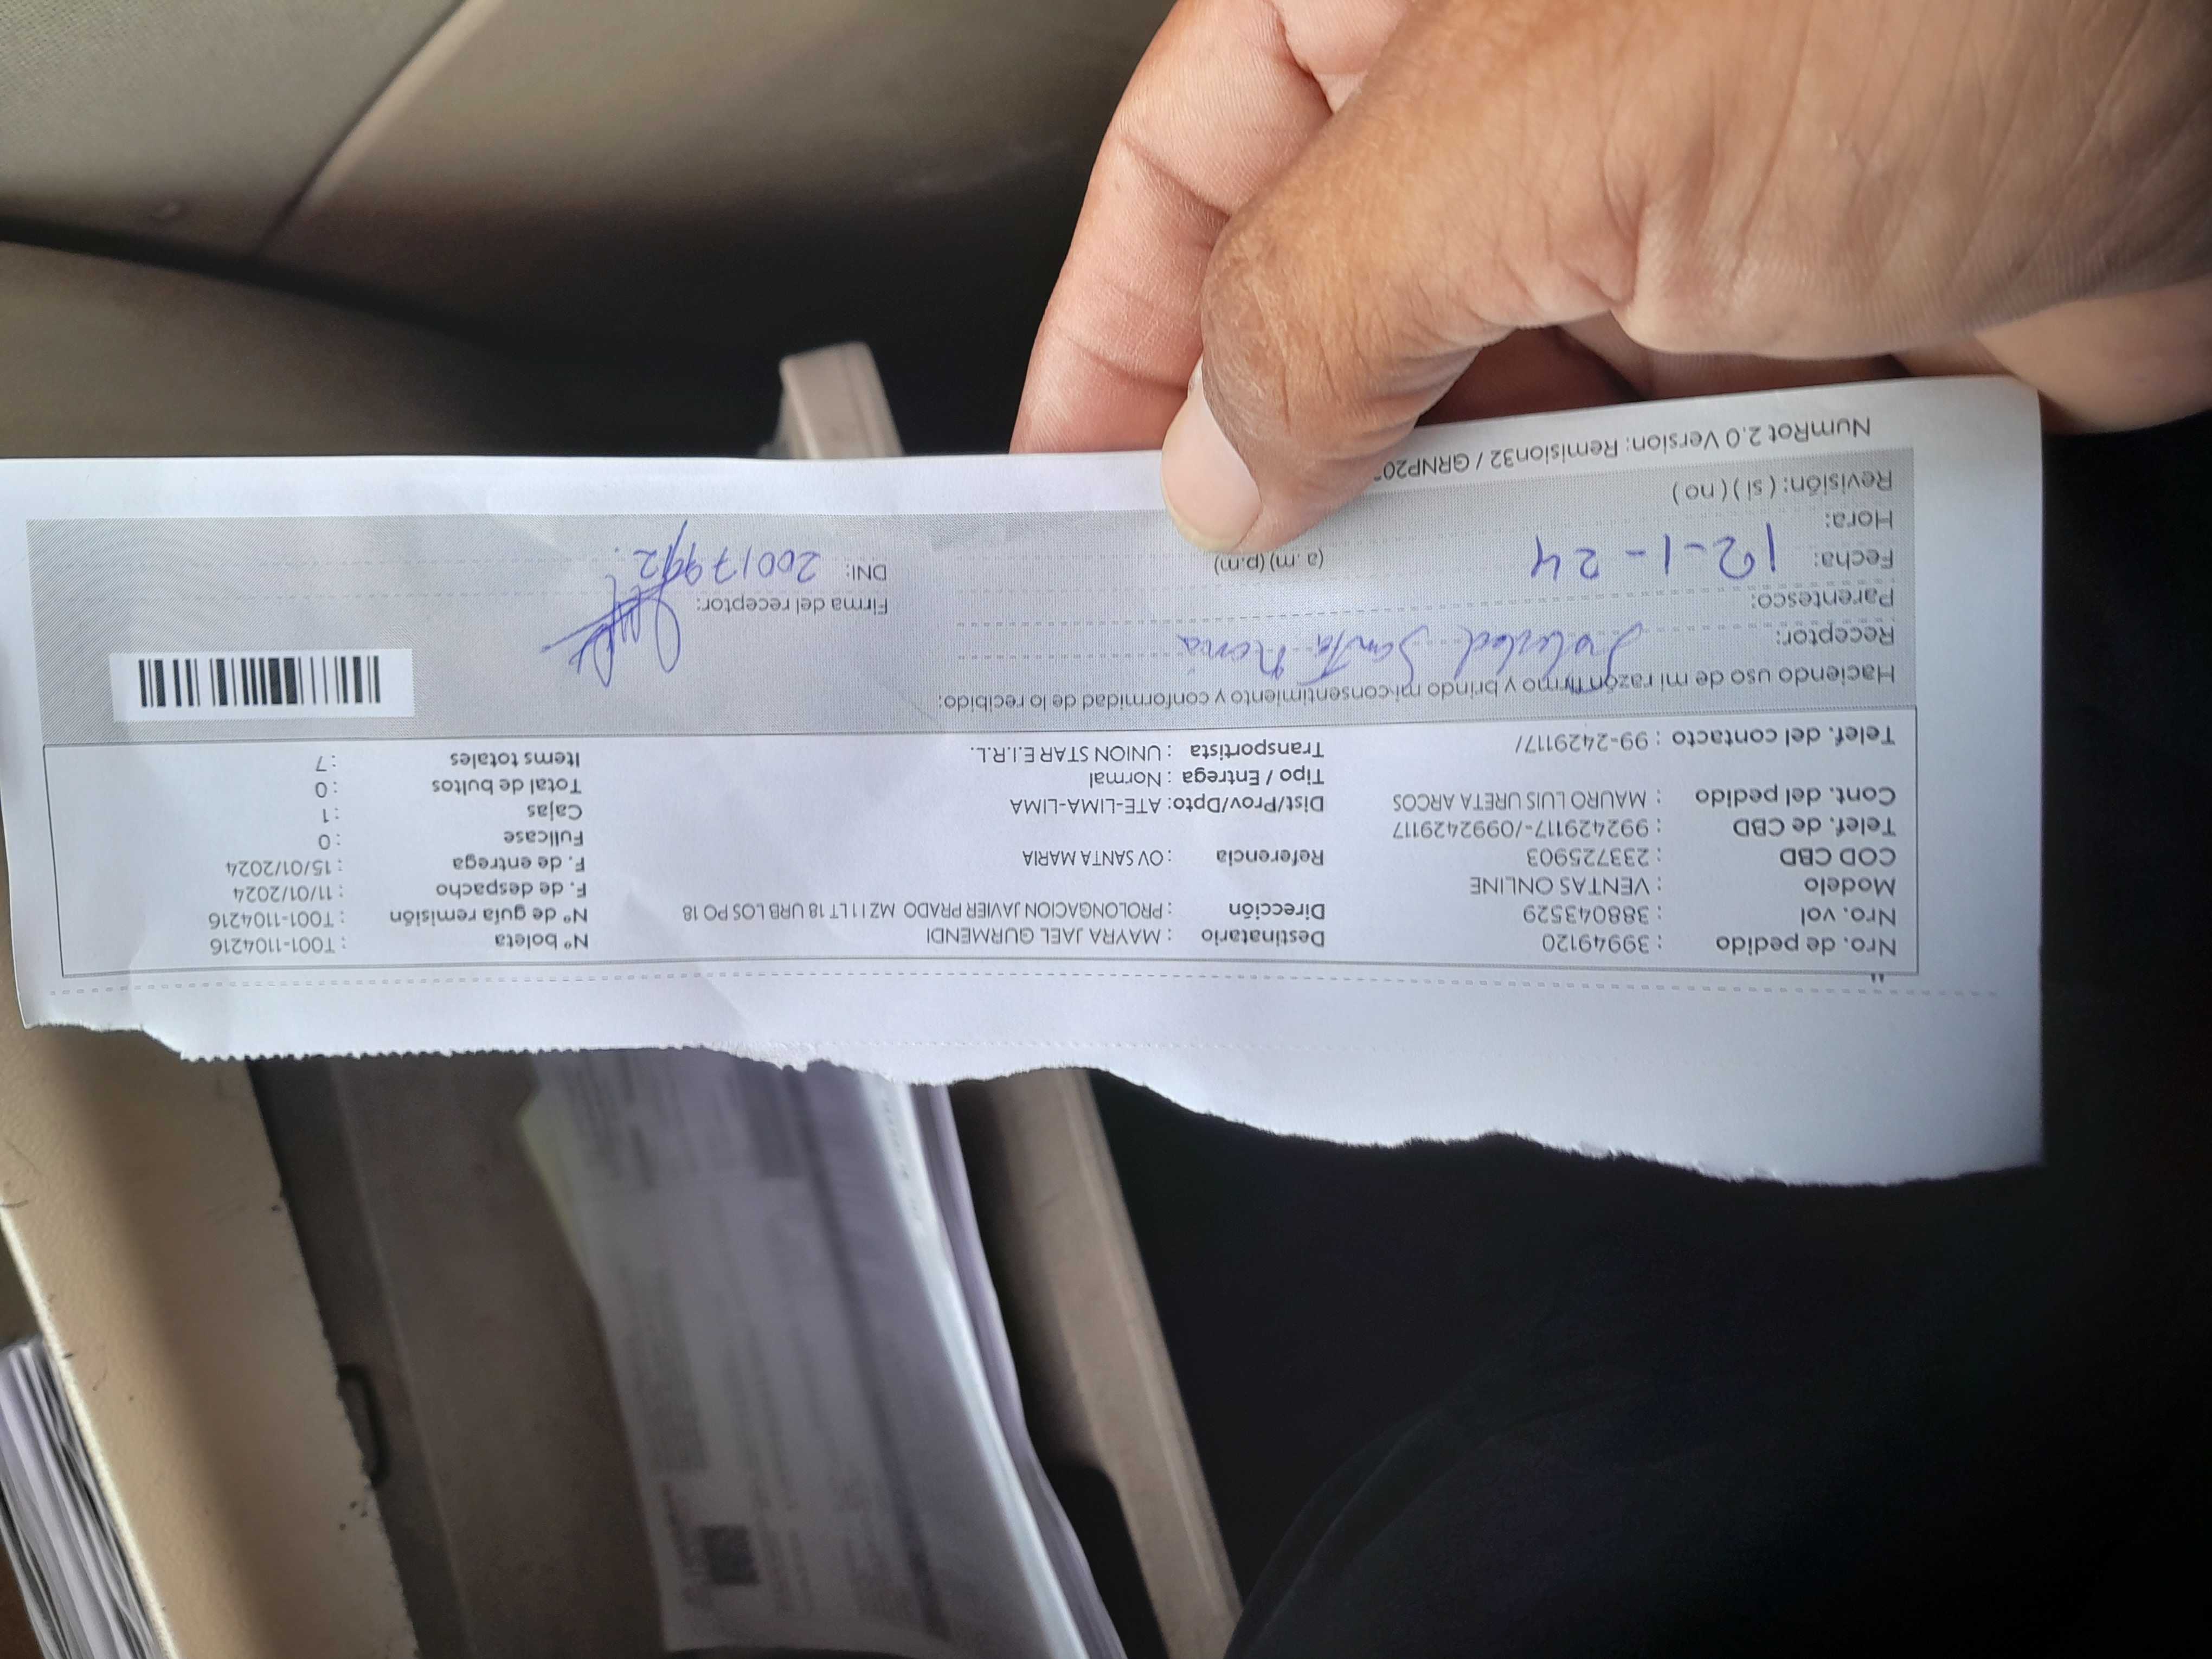 Nro. de pedido : 39949120
Nro. vol : 388043529
Modelo : VENTAS ONLINE
COD CBD : 233725903
Telef. de CBD : 992429117-/0992429117
Cont. del pedido : MAURO LUIS URETA ARCOS
Telef. del contacto : 99-2429117/
Destinatario : MAYRA JAEL GURMENDI
Dirección : PROLONGACION JAVIER PRADO MZ I 1 LT 18 URB LOS PO 18
Referencia : OV SANTA MARIA
Dist/Prov/Dpto: ATE-LIMA-LIMA
Tipo / Entrega : Normal
Transportista : UNION STAR E.I.R.L.
Nº boleta : T001-1104216
Nº de guía remisión : T001-1104216
F. de despacho : 11/01/2024
F. de entrega : 15/01/2024
Fullcase : 0
Cajas : 1
Total de bultos : 0
Items totales : 7
Haciendo uso de mi razón firmo y brindo mi consentimiento y conformidad de lo recibido:
Receptor: Soledad Santa María
Parentesco:
Fecha: 12-1-24
Hora: (a.m) (p.m)
Revisión: ( si ) ( no )
Firma del receptor:
DNI: 20017992
NumRot 2.0 Version: Remision32 / GRNP20